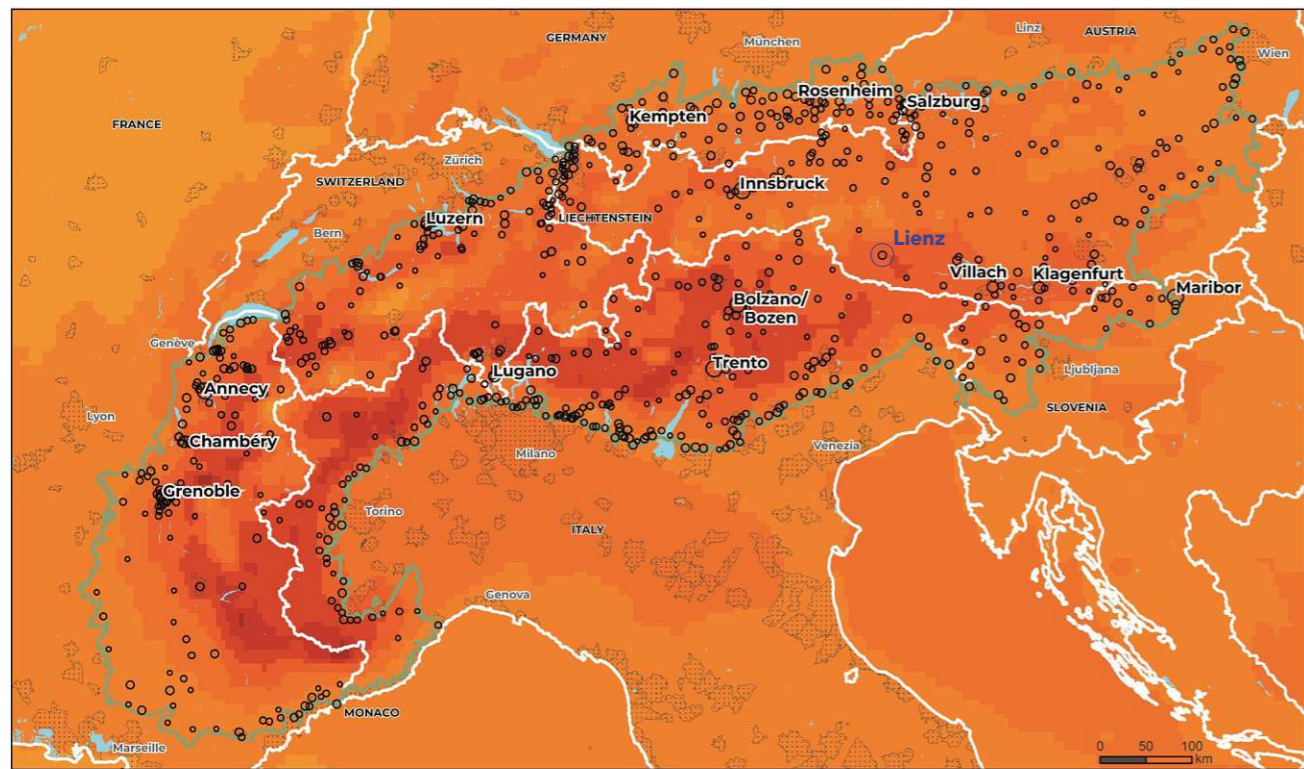 Linz
GERMANY
München
AUSTRIA
Wien
Rosenheim
Salzburg
Kempten
FRANCE
Zürich
SWITZERLAND
Innsbruck
LIECHTENSTEIN
Luzern
Bern
Lienz
Villach
Klagenfurt
Maribor
Bolzano/
Bozen
Genève
Trento
Ljubljana
Lugano
Annecy
SLOVENIA
Lyon
Chambéry
Venezia
Milano
Grenoble
Torino
ITALY
Genova
MONACO
Marseille
0 50 100
km